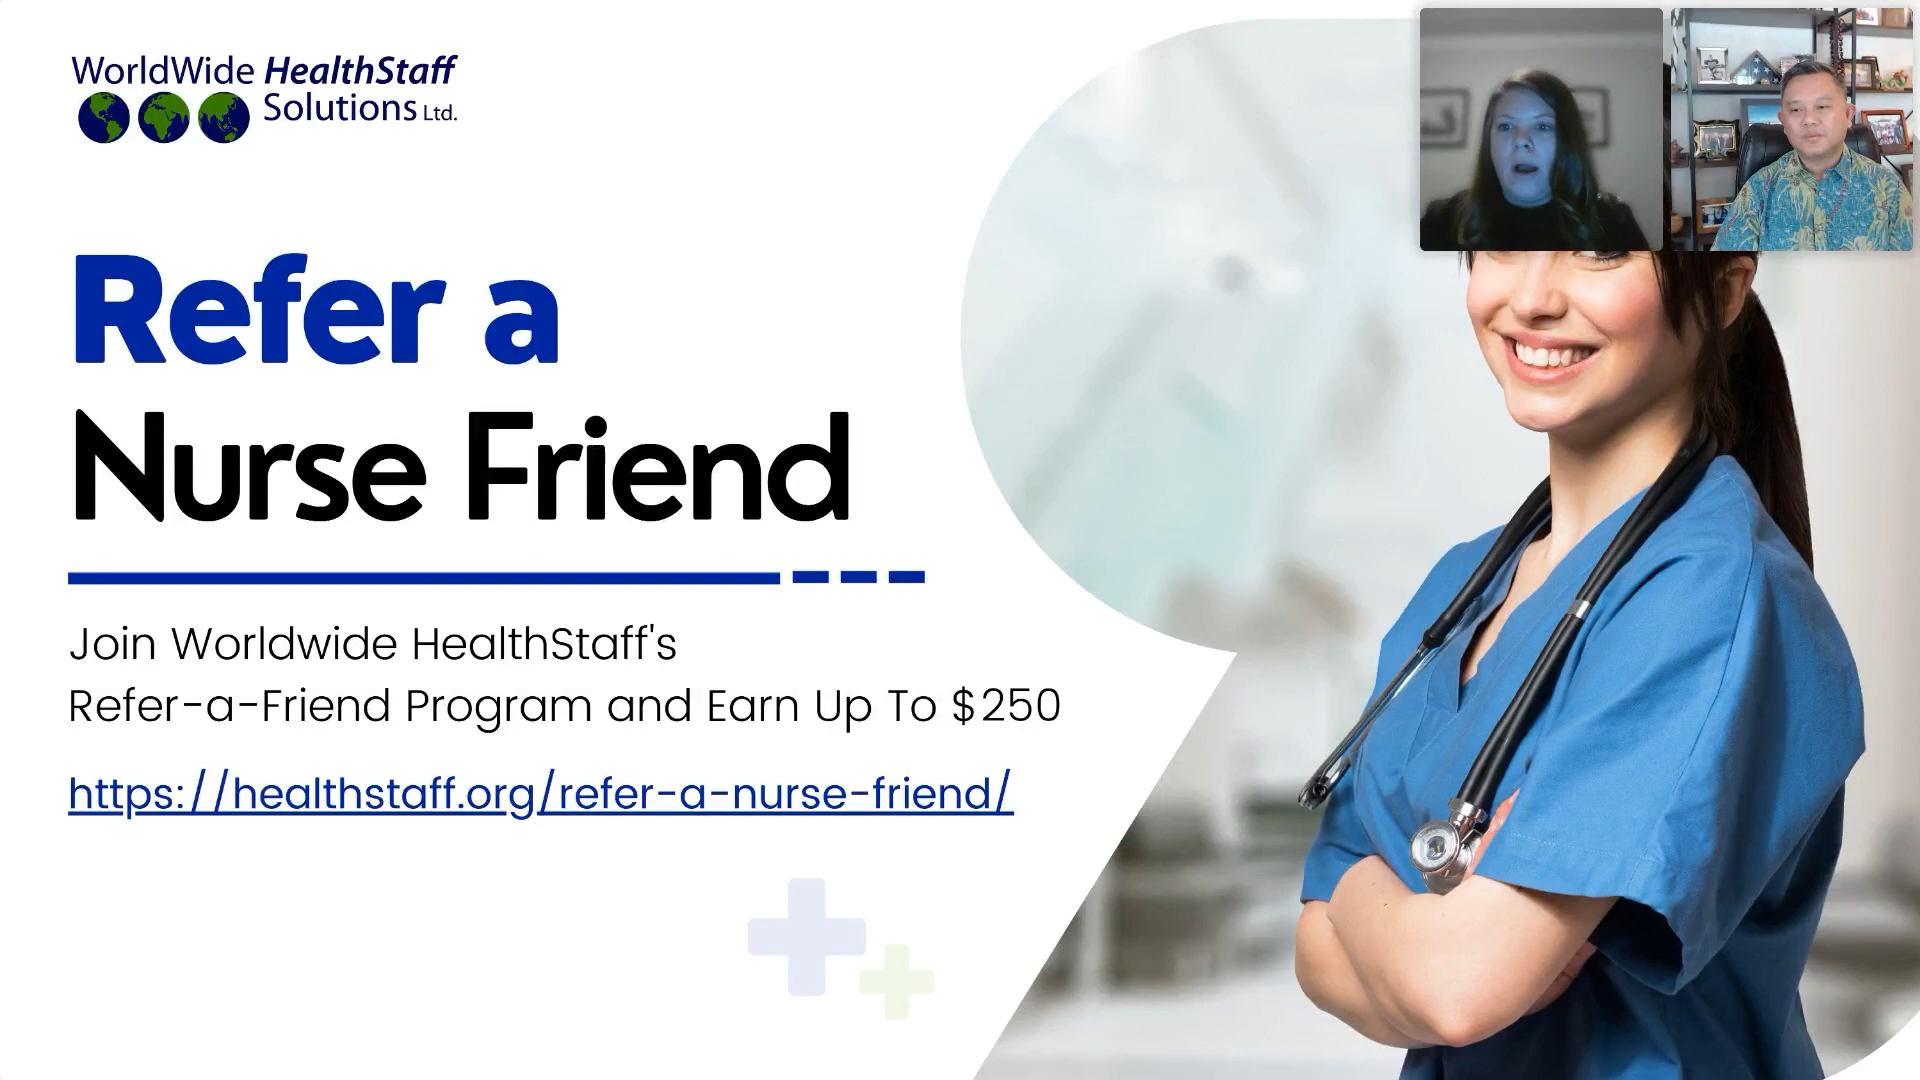 WorldWide HealthStaff
Solutions Ltd.
Refer a
Nurse Friend
Join Worldwide HealthStaff's
Refer-a-Friend Program and Earn Up To $250
https://healthstaff.org/refer-a-nurse-friend/